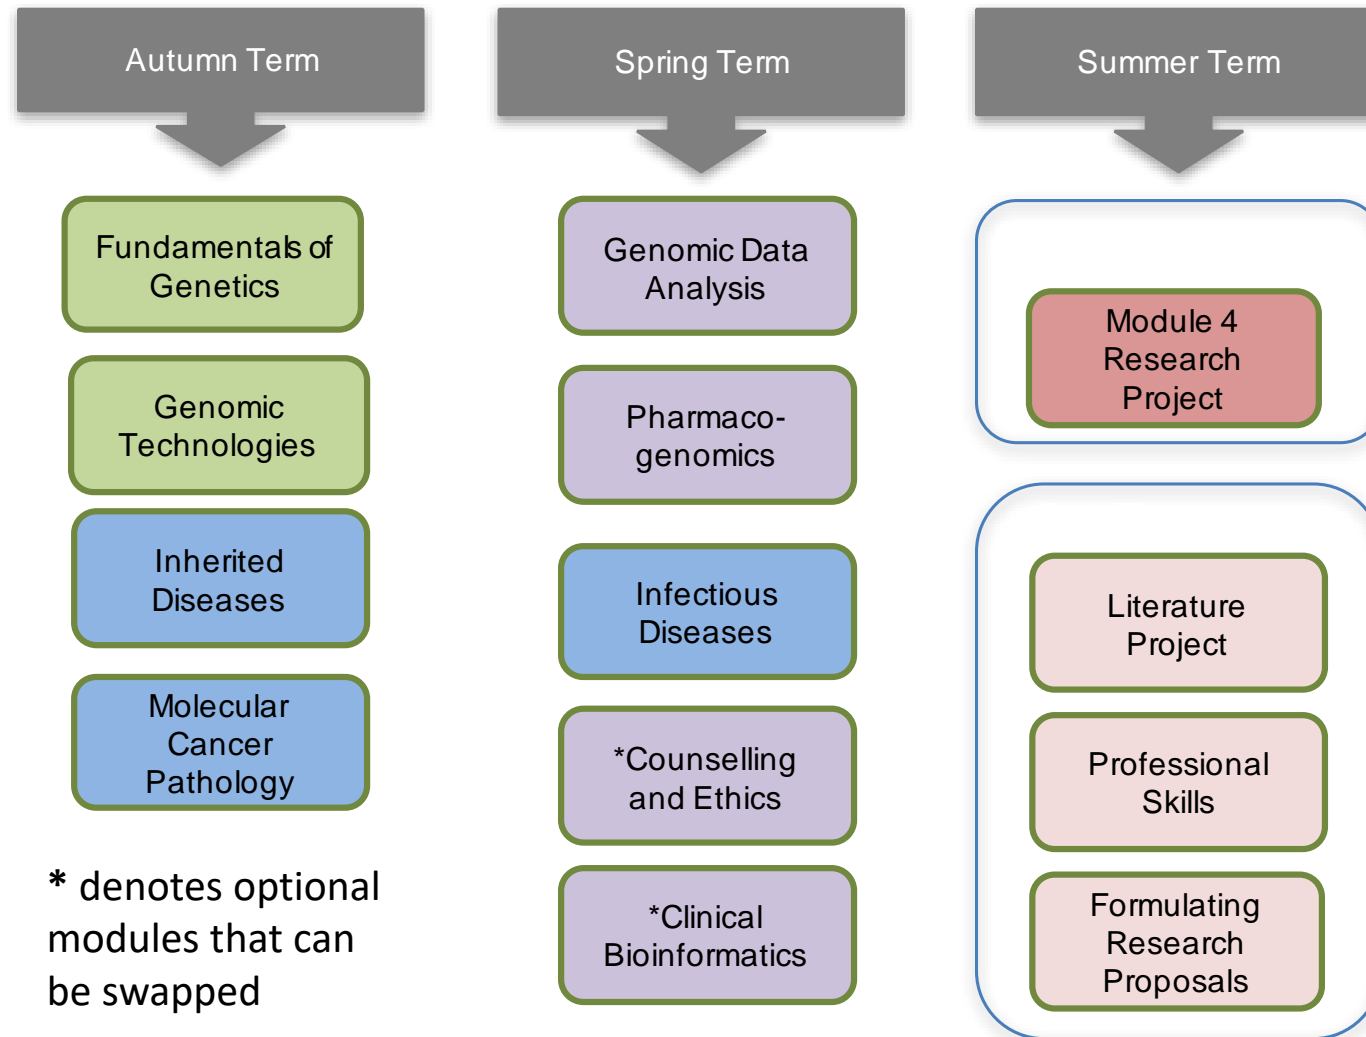 Autumn Term
Fundamentals of
Genetics
Genomic
Technologies
Inherited
Diseases
Molecular
Cancer
Pathology
* denotes optional
modules that can
be swapped
Spring Term
Genomic Data
Analysis
Pharmaco-
genomics
Infectious
Diseases
*Counselling
and Ethics
*Clinical
Bioinformatics
Summer Term
Module 4
Research
Project
Literature
Project
Professional
Skills
Formulating
Research
Proposals